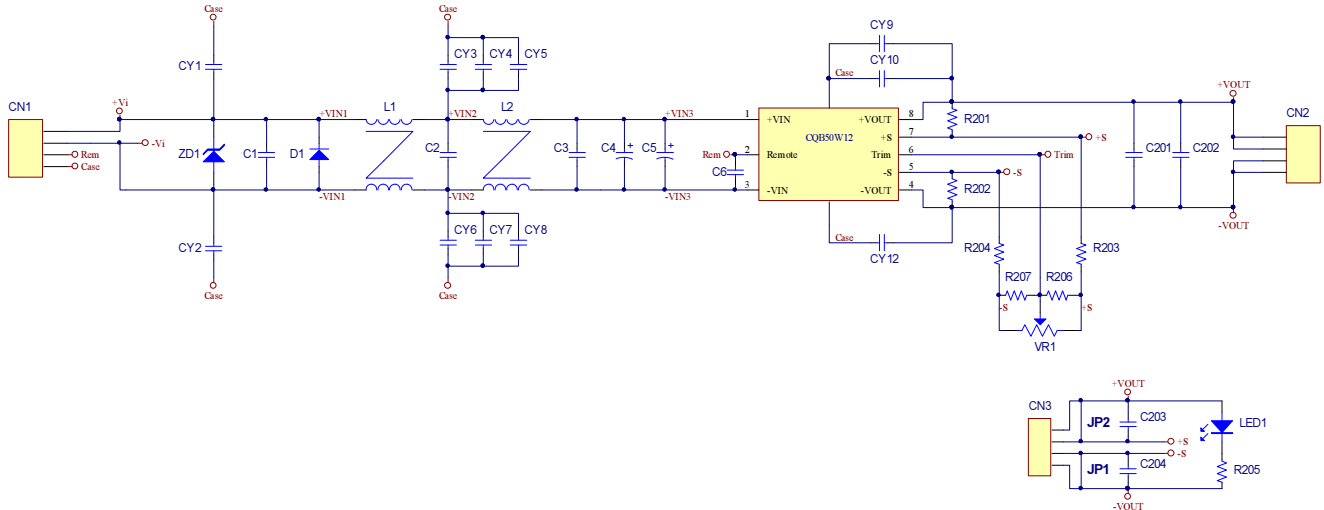 Case
Case
CY9
CY3 CY4 CY5
CY1
CY10
Case
+VOUT
CN1
+Vi
L1
L2
CN2
+VIN1
+VIN2
+VIN3
1
+VIN
CQB50W12
+VOUT
8
R201
+S
7
+S
-Vi
ZD1
C1
D1
C2
C3
C4
+
C5
+
Rem
2
Remote
Trim
6
Trim
C201
C202
Rem
Case
C6
-S
5
-S
R202
3
-VIN
-VOUT
4
-VIN1
-VIN2
-VIN3
-VOUT
CY2
CY6 CY7 CY8
Case
CY12
R204
R203
R207
R206
Case
Case
-S
+S
VR1
+VOUT
CN3
JP2
C203
LED1
+S
-S
JP1
C204
R205
-VOUT